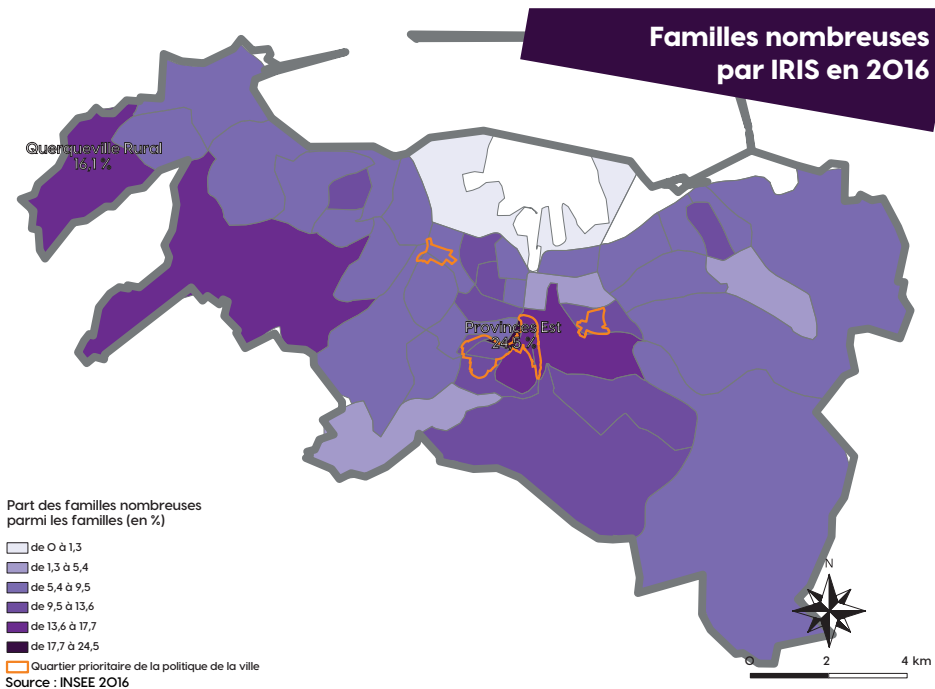 Familles nombreuses
par IRIS en 2016
Querqueville Rural
16,1 %
Provinces Est
24,5 %
Part des familles nombreuses
parmi les familles (en %)
de 0 à 1,3
de 1,3 à 5,4
de 5,4 à 9,5
de 9,5 à 13,6
de 13,6 à 17,7
de 17,7 à 24,5
Quartier prioritaire de la politique de la ville
Source : INSEE 2016
N
0 2 4 km